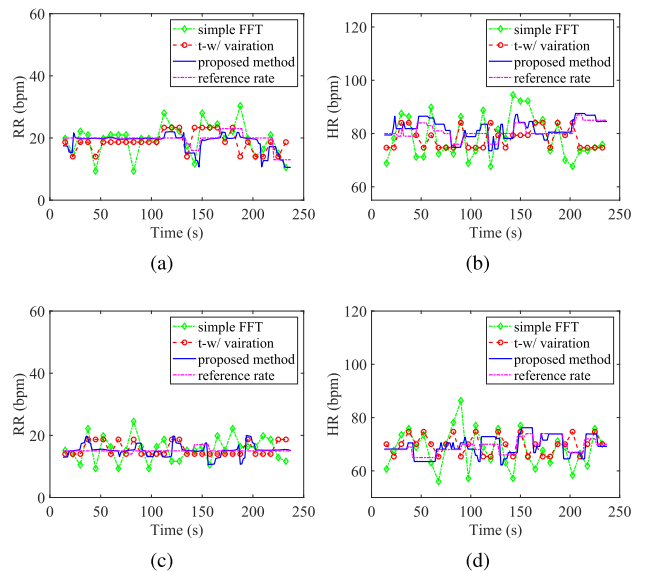 60
40
20
0
RR (bpm)
simple FFT
t-w/ vairation
proposed method
reference rate
0 50 100 150 200 250
Time (s)
(a)
125
100
80
55
HR (bpm)
simple FFT
t-w/ vairation
proposed method
reference rate
0 50 100 150 200 250
Time (s)
(b)
60
40
20
0
RR (bpm)
simple FFT
t-w/ vairation
proposed method
reference rate
0 50 100 150 200 250
Time (s)
(c)
120
100
80
60
HR (bpm)
simple FFT
t-w/ vairation
proposed method
reference rate
0 50 100 150 200 250
Time (s)
(d)